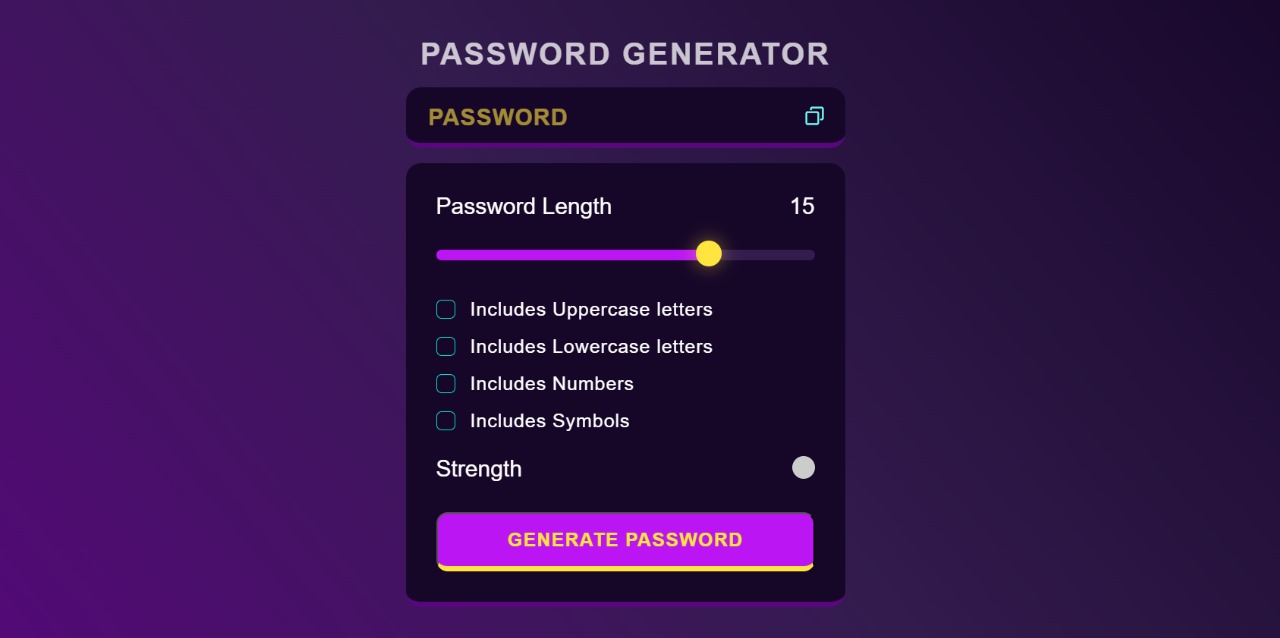 PASSWORD GENERATOR
PASSWORD
Password Length 15
Includes Uppercase letters
Includes Lowercase letters
Includes Numbers
Includes Symbols
Strength
GENERATE PASSWORD